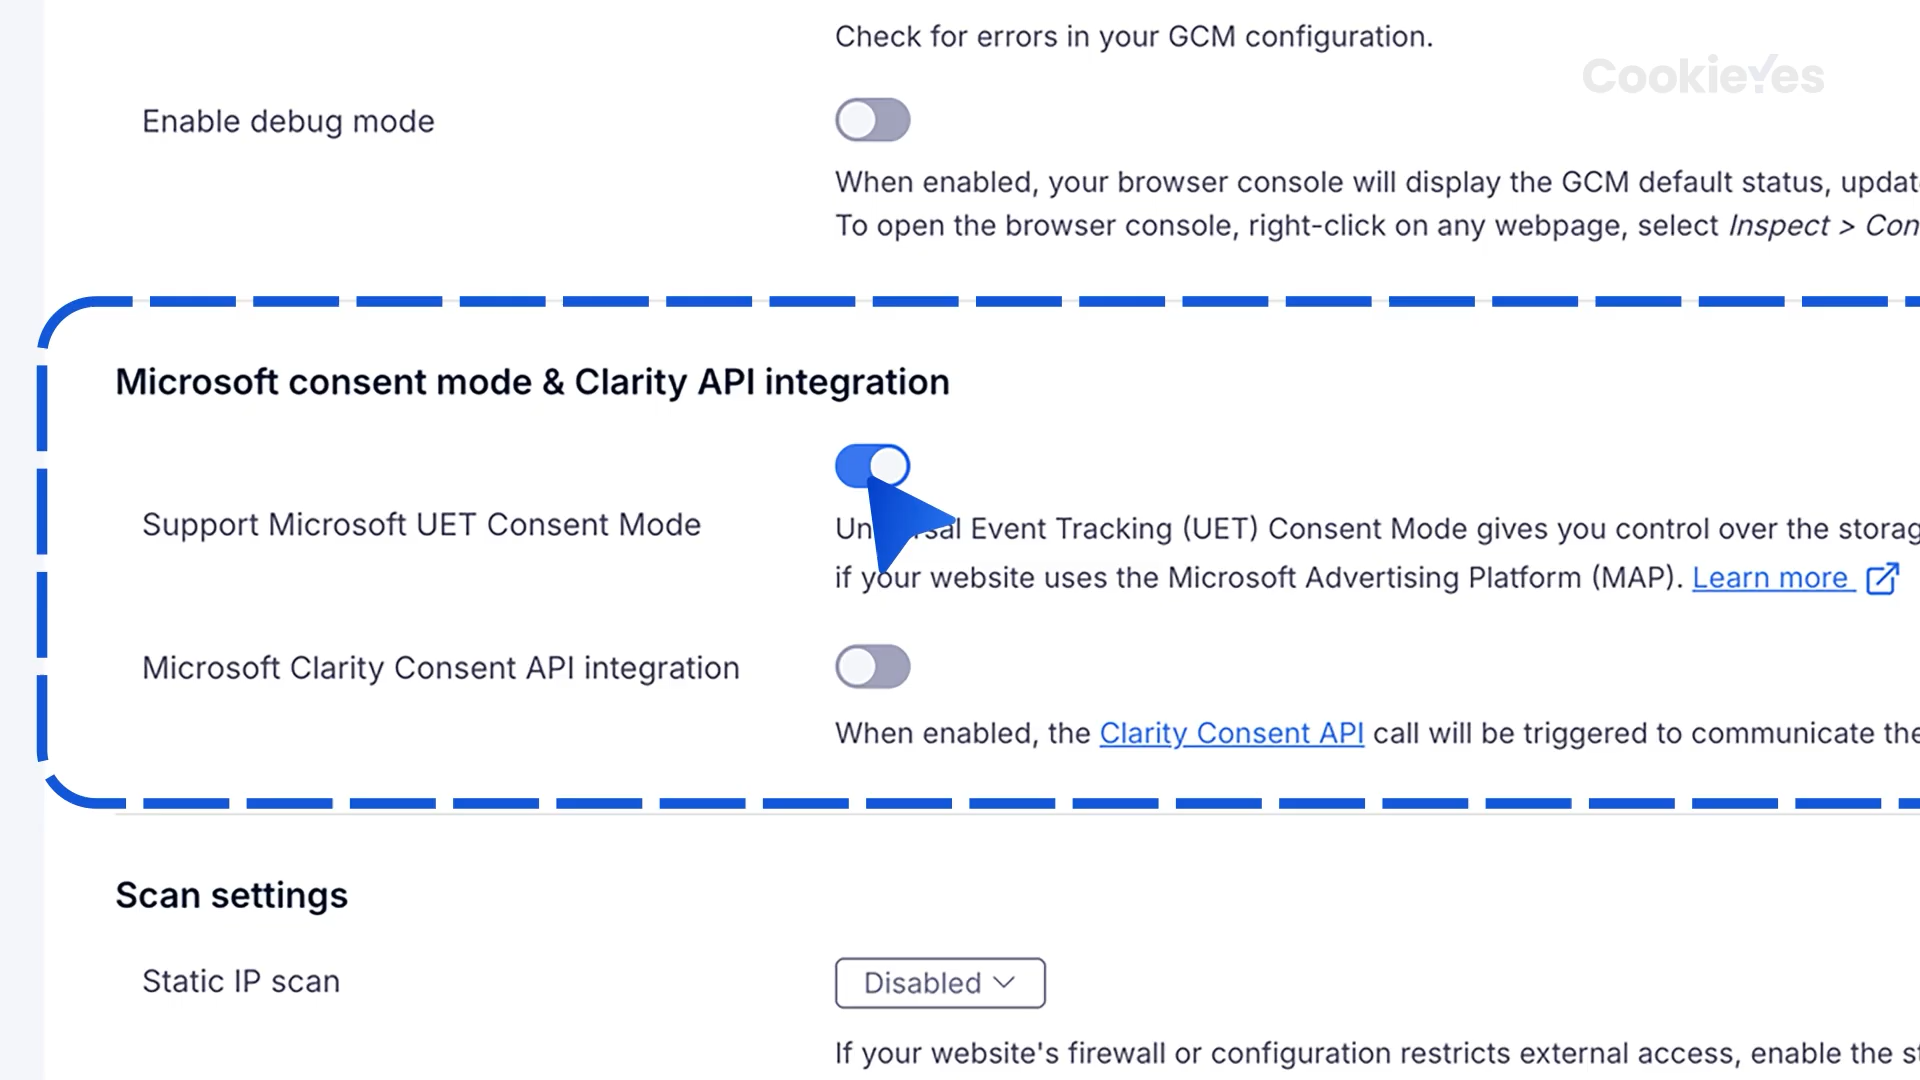 Check for errors in your GCM configuration.
CookieYes
Enable debug mode
When enabled, your browser console will display the GCM default status,
To open the browser console, right-click on any webpage, select Inspect >
Microsoft consent mode & Clarity API integration
Support Microsoft UET Consent Mode
Event Tracking (UET) Consent Mode gives you control over the
if your website uses the Microsoft Advertising Platform (MAP). Learn more
Microsoft Clarity Consent API integration
When enabled, the Clarity Consent API call will be triggered to communicate the
Scan settings
Static IP scan
Disabled
If your website's firewall or configuration restricts external access, enable the